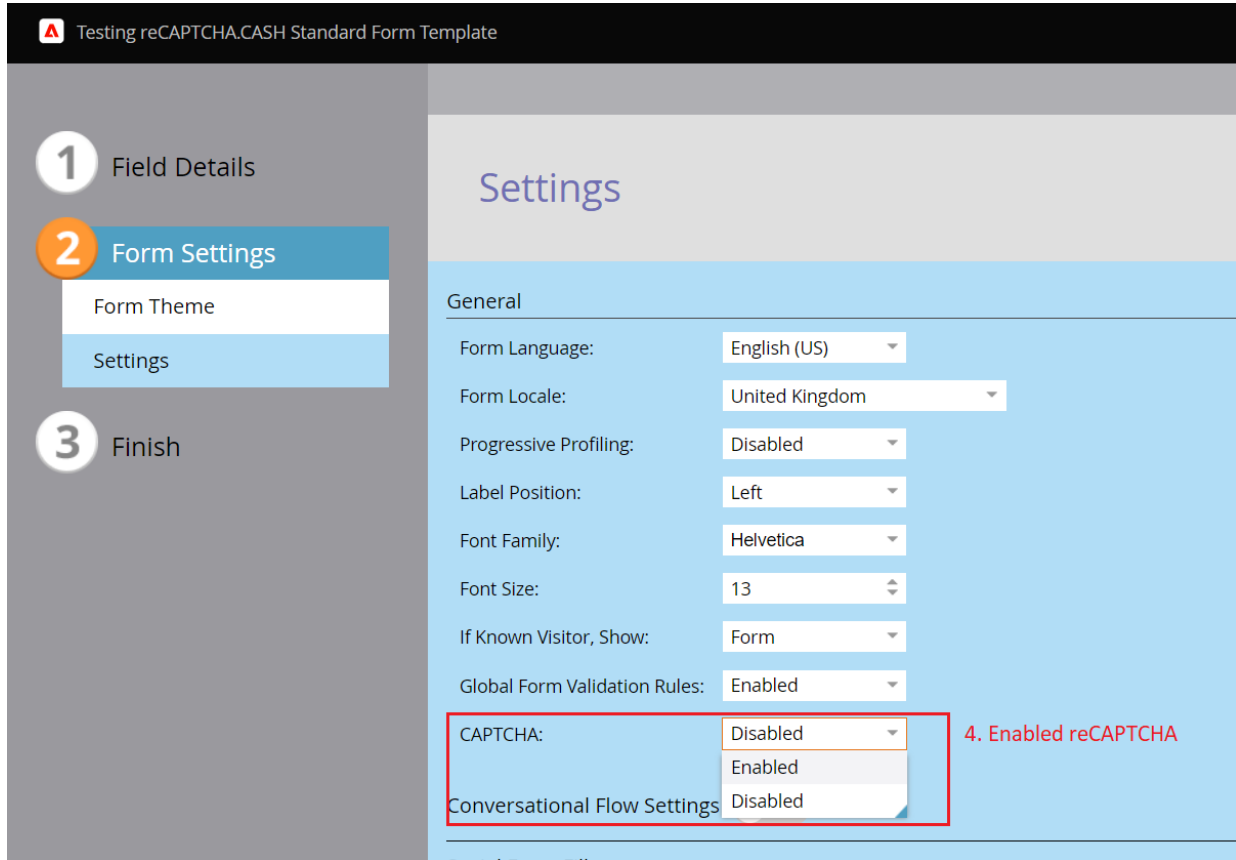 Testing reCAPTCHA.CASH Standard Form Template
1 Field Details
2 Form Settings
Form Theme
Settings
3 Finish
Settings
General
Form Language: English (US)
Form Locale: United Kingdom
Progressive Profiling: Disabled
Label Position: Left
Font Family: Helvetica
Font Size: 13
If Known Visitor, Show: Form
Global Form Validation Rules: Enabled
CAPTCHA: Disabled 4. Enabled reCAPTCHA
Enabled
Disabled
Conversational Flow Settings